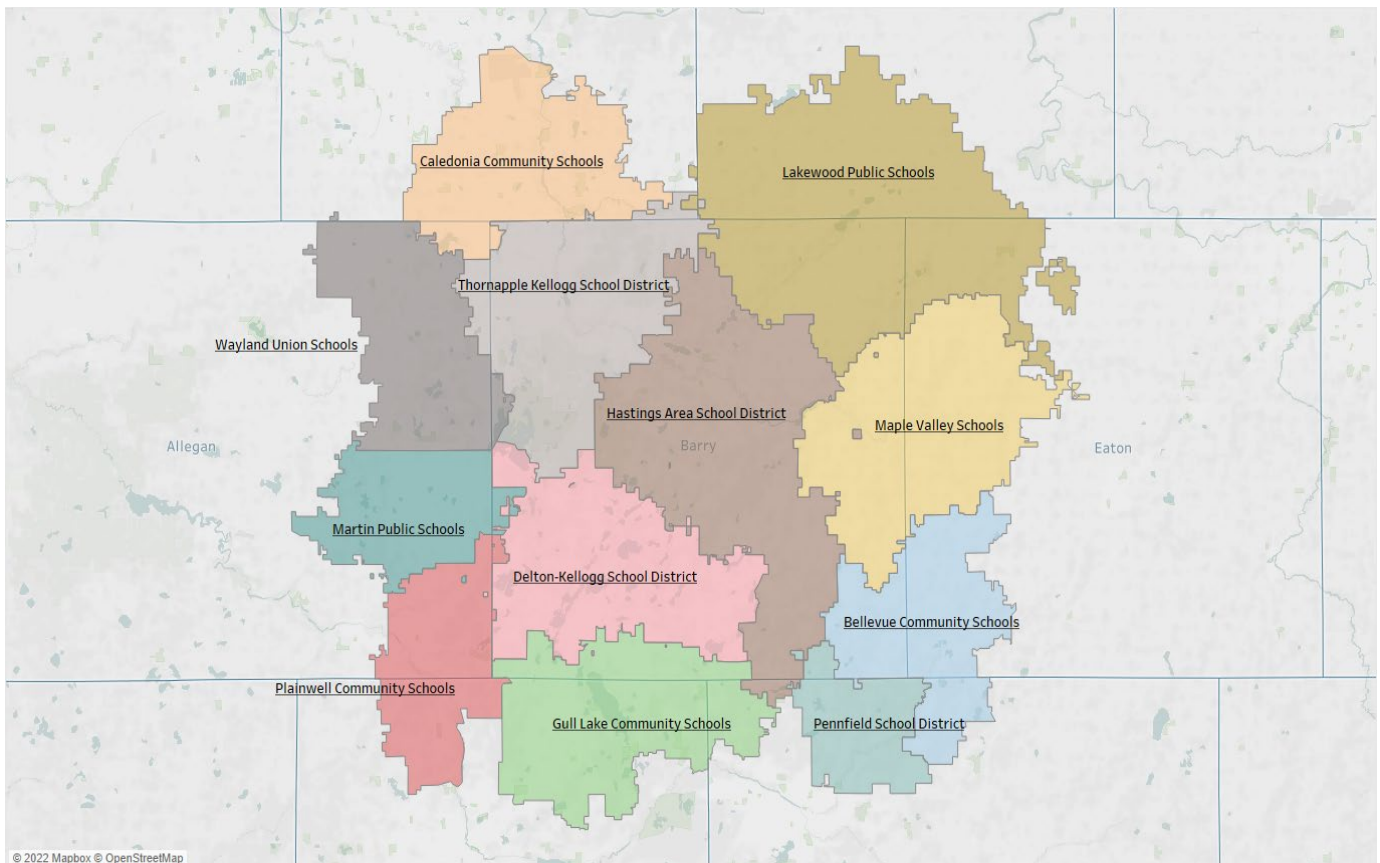 Caledonia Community Schools
Lakewood Public Schools
Thornapple Kellogg School District
Wayland Union Schools
Hastings Area School District
Maple Valley Schools
Allegan
Barry
Eaton
Martin Public Schools
Delton-Kellogg School District
Bellevue Community Schools
Plainwell Community Schools
Gull Lake Community Schools
Pennfield School District
© 2022 Mapbox © OpenStreetMap